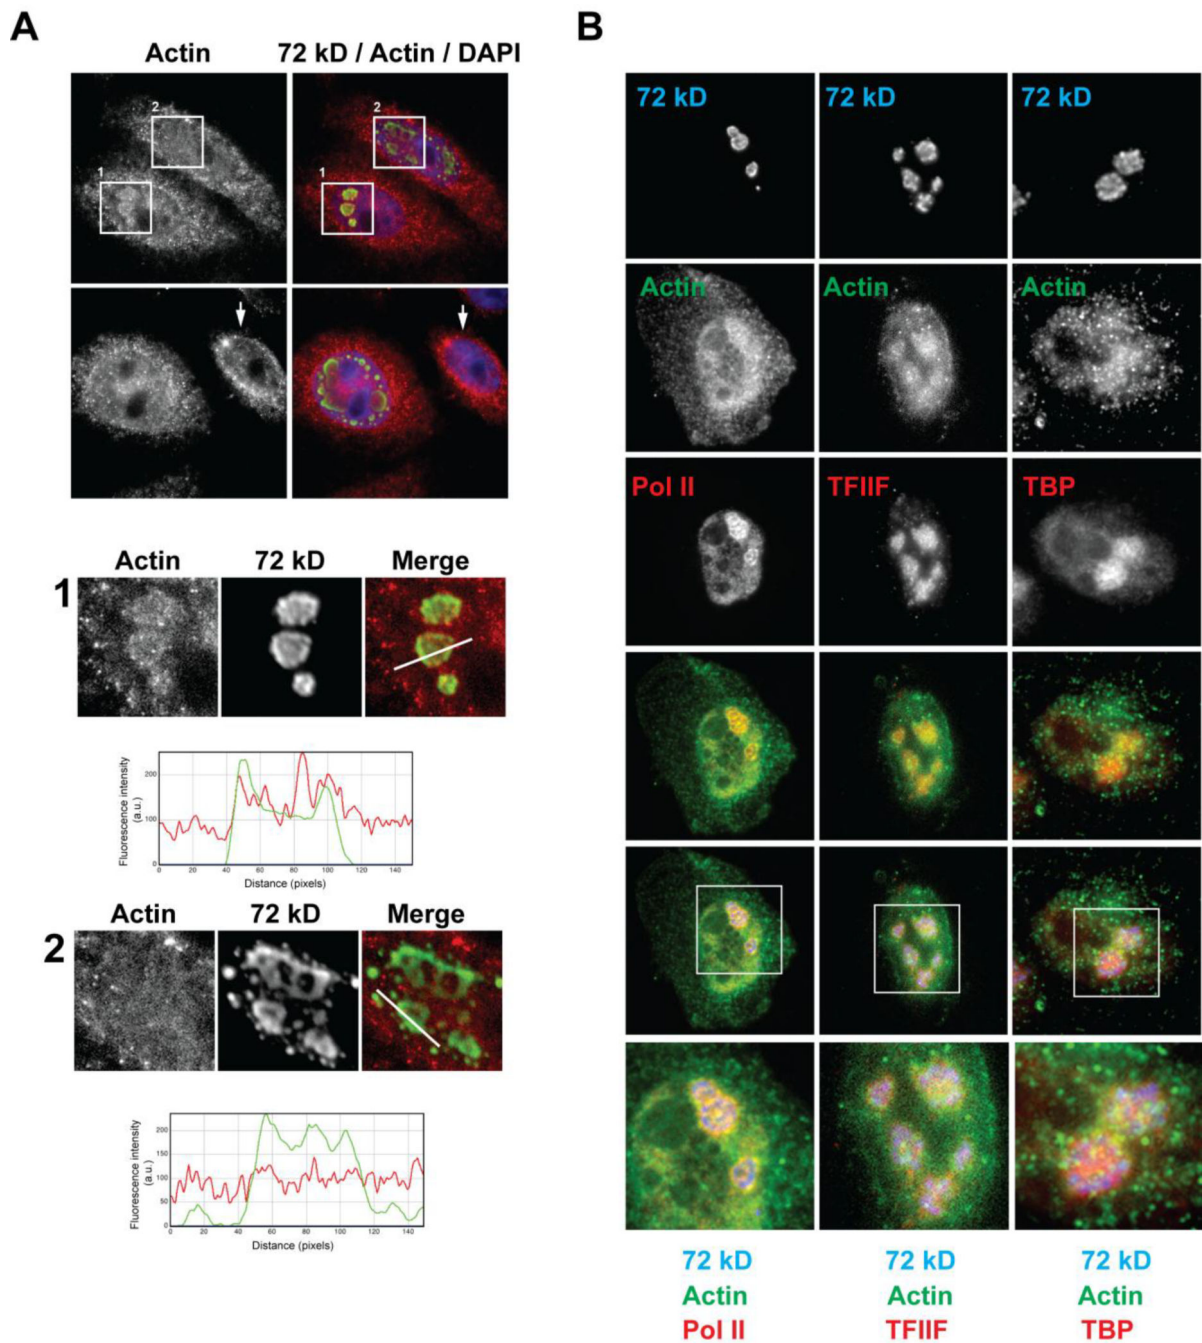 A
Actin 72 kD / Actin / DAPI
2 2
1 1
Actin 72 kD Merge
1
Fluorescence intensity
(a.u.)
200
100
0
0 20 40 60 80 100 120 140
Distance (pixels)
Actin 72 kD Merge
2
Fluorescence intensity
(a.u.)
200
150
100
50
0
0 20 40 60 80 100 120 140
Distance (pixels)
B
72 kD 72 kD 72 kD
Actin Actin Actin
Pol II TFIIF TBP
72 kD 72 kD 72 kD
Actin Actin Actin
Pol II TFIIF TBP